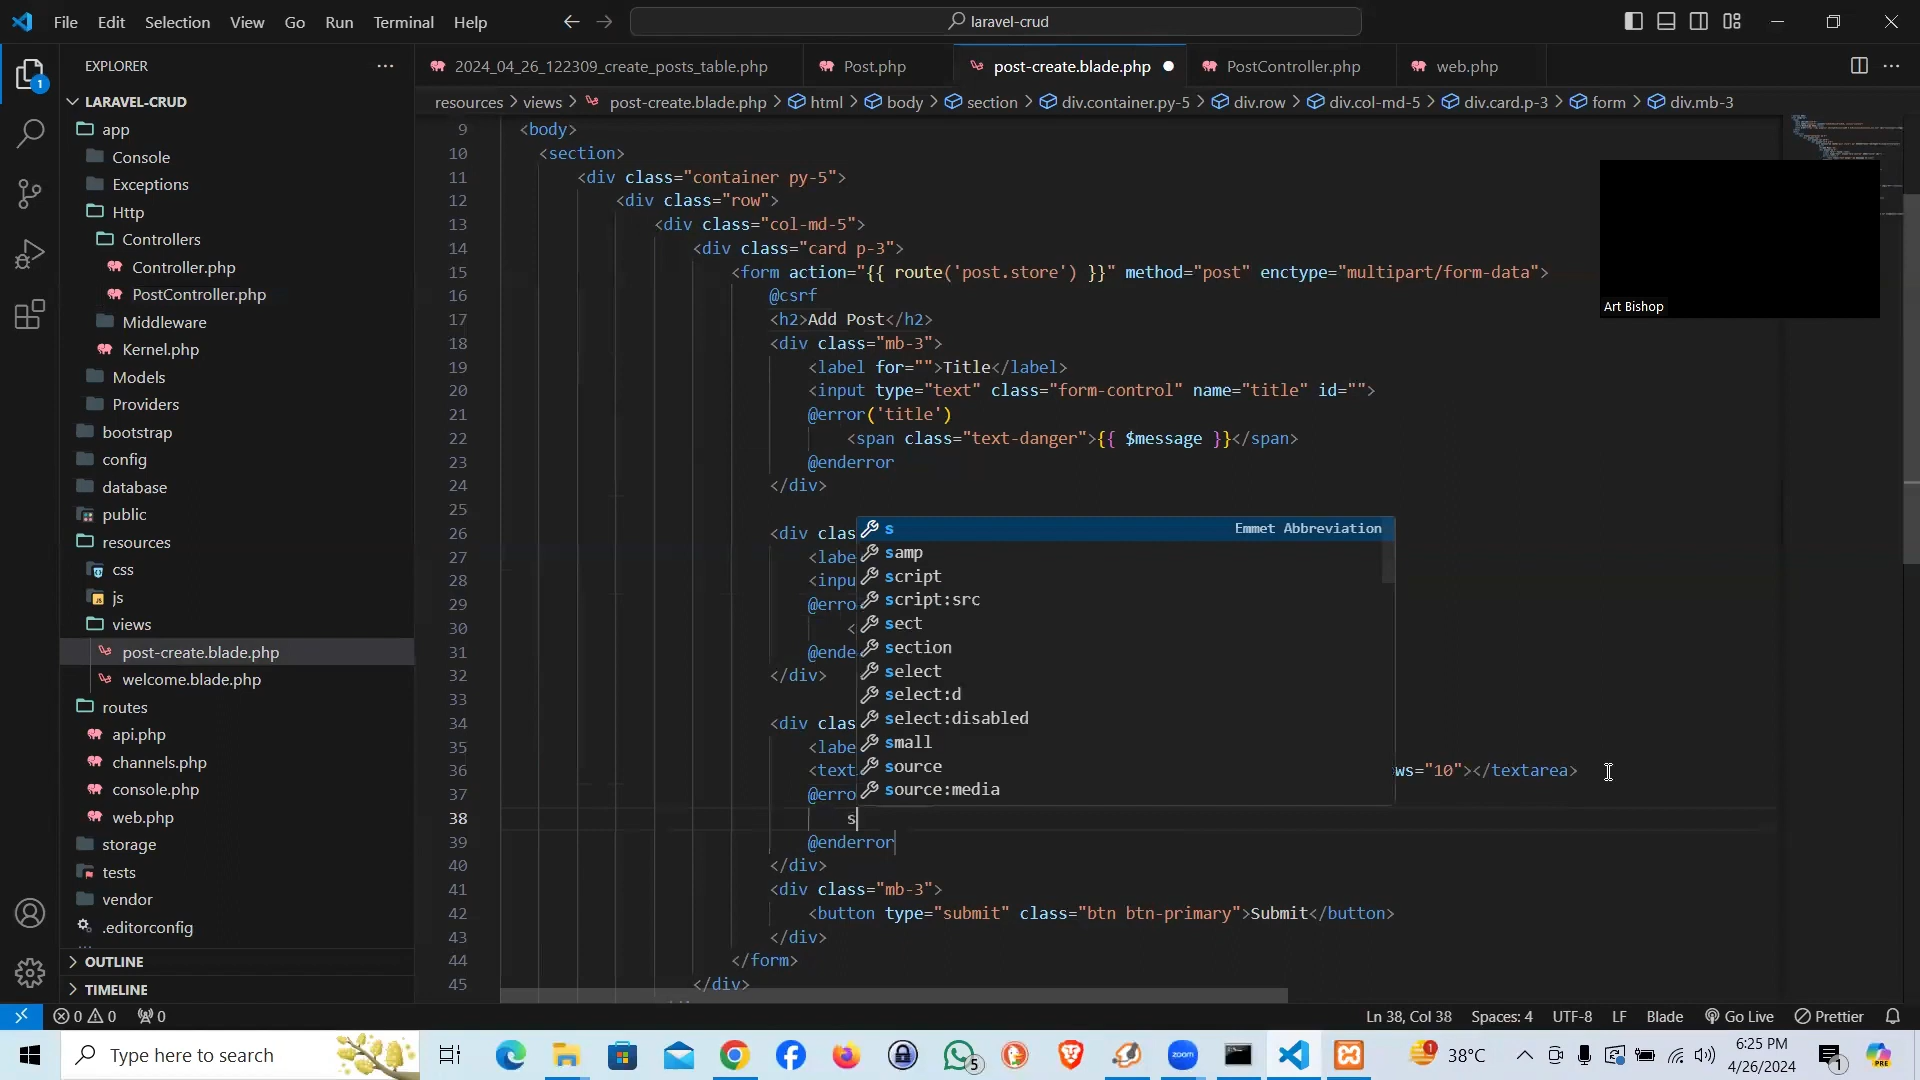 File Edit Selection View Go Run Terminal Help
laravel-crud
EXPLORER
2024_04_26_122309_create_posts_table.php Post.php post-create.blade.php PostController.php web.php
resources > views > post-create.blade.php > html > body > section > div.container.py-5 > div.row > div.col-md-5 > div.card.p-3 > form > div.mb-3
LARAVEL-CRUD
app
Console
Exceptions
Http
Controllers
Controller.php
PostController.php
Middleware
Kernel.php
Models
Providers
bootstrap
config
database
public
resources
css
js
views
post-create.blade.php
welcome.blade.php
routes
api.php
channels.php
console.php
web.php
storage
tests
vendor
.editorconfig
OUTLINE
TIMELINE
9 <body>
10 <section>
11 <div class="container py-5">
12 <div class="row">
13 <div class="col-md-5">
14 <div class="card p-3">
15 <form action="{{ route('post.store') }}" method="post" enctype="multipart/form-data">
16 @csrf
17 <h2>Add Post</h2>
18 <div class="mb-3">
19 <label for="">Title</label>
20 <input type="text" class="form-control" name="title" id="">
21 @error('title')
22 <span class="text-danger">{{ $message }}</span>
23 @enderror
24 </div>
25
26 <div clas
27 <labe
28 <inpu
29 @erro
30 <
31 @ende
32 </div>
33
34 <div clas
35 <labe
36 <text ws="10"></textarea>
37 @erro
38 s
39 @enderror
40 </div>
41 <div class="mb-3">
42 <button type="submit" class="btn btn-primary">Submit</button>
43 </div>
44 </form>
45 </div>
s Emmet Abbreviation
samp
script
script:src
sect
section
select
select:d
select:disabled
small
source
source:media
Art Bishop
0 0 0
Ln 38, Col 38 Spaces: 4 UTF-8 LF Blade Go Live Prettier
Type here to search
zoom
5
1
38°C
6:25 PM
4/26/2024
1
PRE